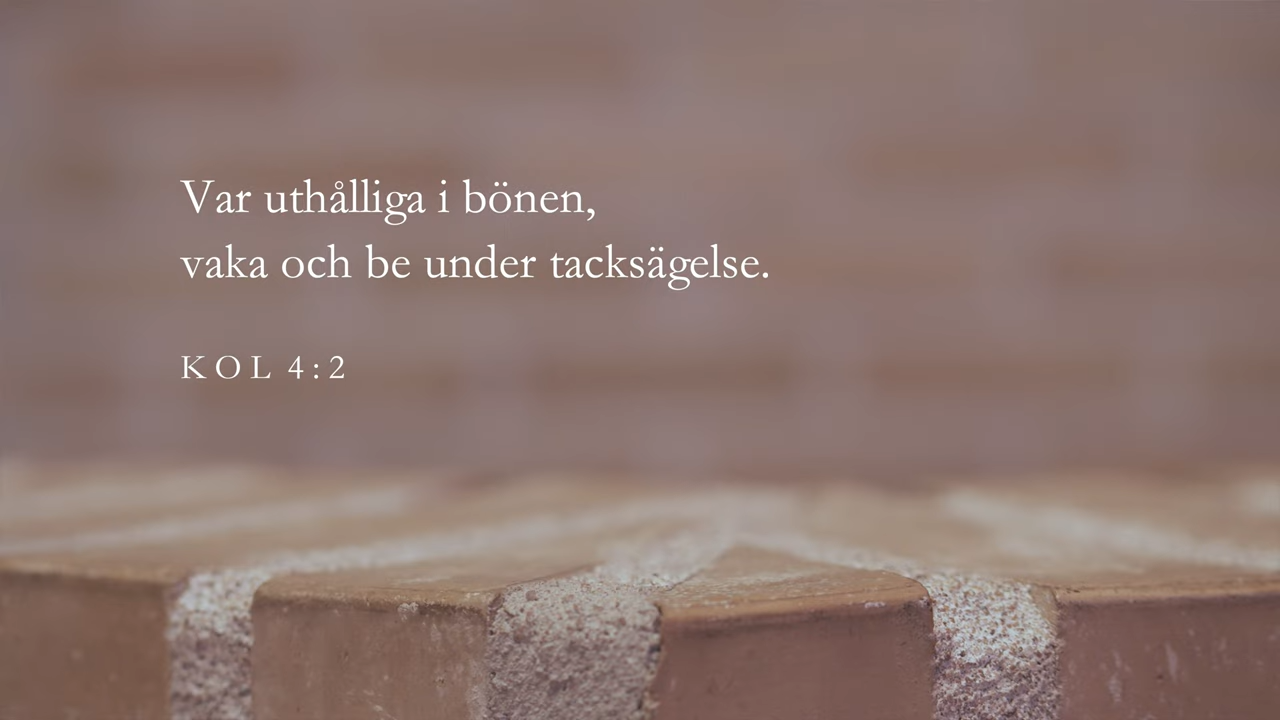 Var uthålliga i bönen,
vaka och be under tacksägelse.
KOL 4:2